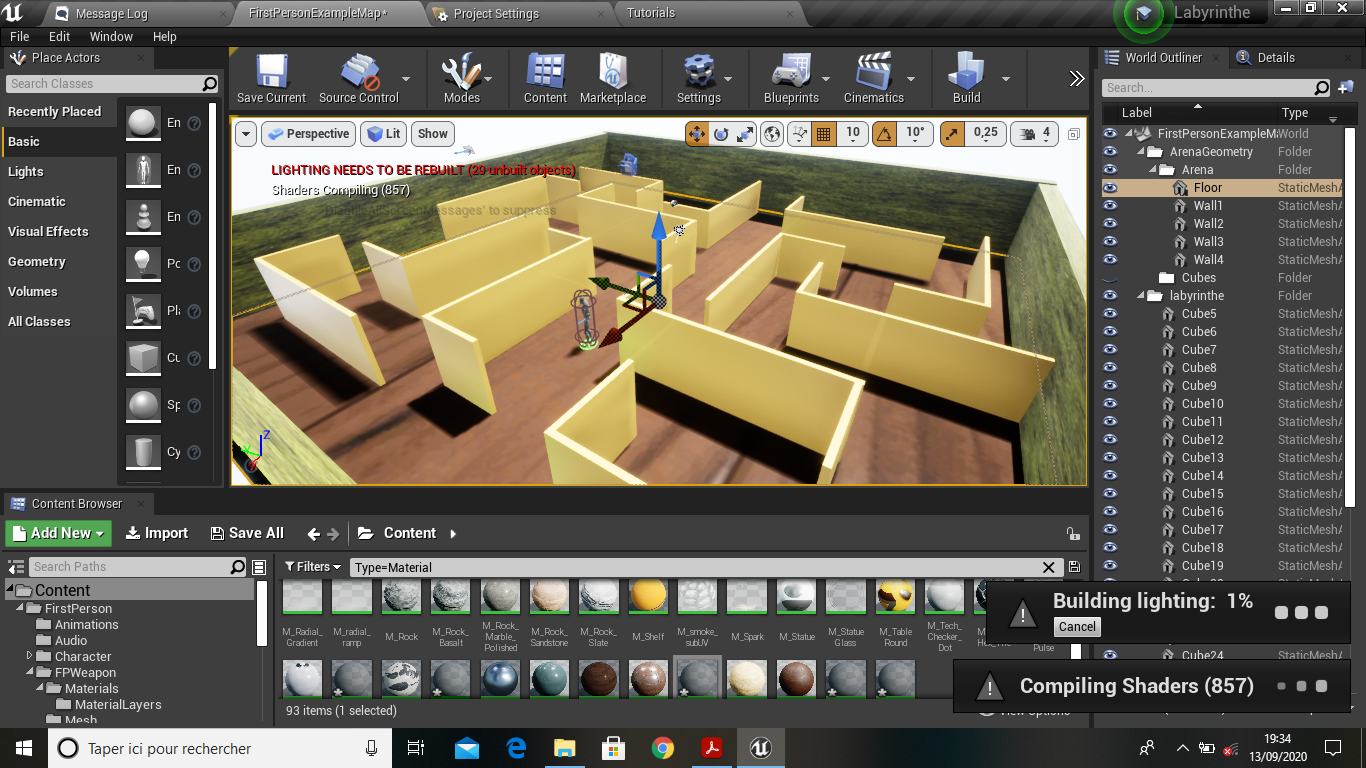 Message Log
FirstPersonExampleMap*
Project Settings
Tutorials
Labyrinthe
File Edit Window Help
Place Actors
Search Classes
Recently Placed
Basic
Lights
Cinematic
Visual Effects
Geometry
Volumes
All Classes
En
En
En
Po
Pl
Cu
Sp
Cy
Save Current
Source Control
Modes
Content
Marketplace
Settings
Blueprints
Cinematics
Build
Perspective
Lit
Show
10
10°
0,25
4
LIGHTING NEEDS TO BE REBUILT (29 unbuilt objects)
Shaders Compiling (857)
Z
World Outliner
Details
Search...
Label Type
FirstPersonExampleMa World
ArenaGeometry Folder
Arena Folder
Floor StaticMeshA
Wall1 StaticMeshA
Wall2 StaticMeshA
Wall3 StaticMeshA
Wall4 StaticMeshA
Cubes Folder
labyrinthe Folder
Cube5 StaticMeshA
Cube6 StaticMeshA
Cube7 StaticMeshA
Cube8 StaticMeshA
Cube9 StaticMeshA
Cube10 StaticMeshA
Cube11 StaticMeshA
Cube12 StaticMeshA
Cube13 StaticMeshA
Cube14 StaticMeshA
Cube15 StaticMeshA
Cube16 StaticMeshA
Cube17 StaticMeshA
Cube18 StaticMeshA
Cube19 StaticMeshA
Cube24 StaticMeshA
Building lighting: 1%
Cancel
Compiling Shaders (857)
Content Browser
Add New
Import
Save All
Content
Search Paths
Content
FirstPerson
Animations
Audio
Character
FPWeapon
Materials
MaterialLayers
Mesh
Filters
Type=Material
M_Radial_Gradient
M_radial_ramp
M_Rock
M_Rock_Basalt
M_Rock_Marble_Polished
M_Rock_Sandstone
M_Rock_Slate
M_Shelf
M_smoke_subUV
M_Spark
M_Statue
M_Statue Glass
M_Table Round
M_Tech_Checker_Dot
Pulse
93 items (1 selected)
View Options
Taper ici pour rechercher
19:34
13/09/2020